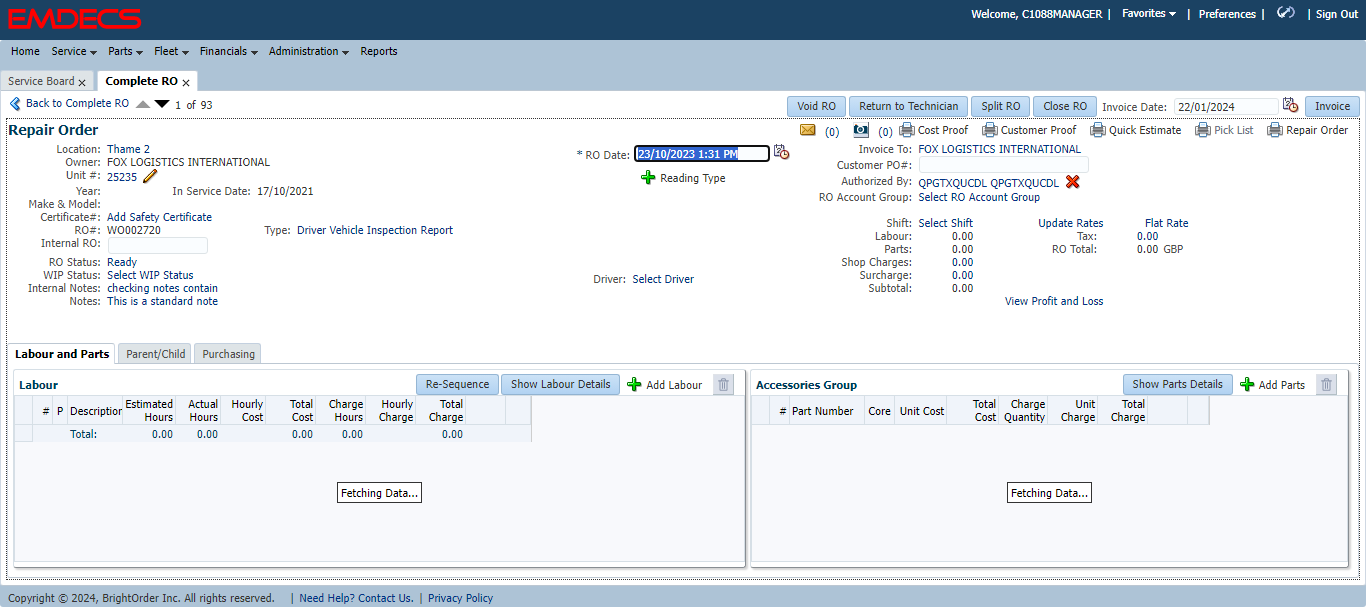 EMDECS
Welcome, C1088MANAGER | Favorites | Preferences | | Sign Out
Home Service Parts Fleet Financials Administration Reports
Service Board x Complete RO x
Back to Complete RO 1 of 93
Void RO Return to Technician Split RO Close RO Invoice Date: 22/01/2024 Invoice
Repair Order
(0) (0) Cost Proof Customer Proof Quick Estimate Pick List Repair Order
Location: Thame 2
Owner: FOX LOGISTICS INTERNATIONAL
Unit #: 25235
Year: In Service Date: 17/10/2021
Make & Model:
Certificate#: Add Safety Certificate
RO#: WO002720 Type: Driver Vehicle Inspection Report
Internal RO:
RO Status: Ready
WIP Status: Select WIP Status
Internal Notes: checking notes contain
Notes: This is a standard note
* RO Date: 23/10/2023 1:31 PM
Reading Type
Driver: Select Driver
Invoice To: FOX LOGISTICS INTERNATIONAL
Customer PO#:
Authorized By: QPGTXQUCDL QPGTXQUCDL
RO Account Group: Select RO Account Group
Shift: Select Shift Update Rates Flat Rate
Labour: 0.00 Tax: 0.00
Parts: 0.00 RO Total: 0.00 GBP
Shop Charges: 0.00
Surcharge: 0.00
Subtotal: 0.00
View Profit and Loss
Labour and Parts Parent/Child Purchasing
Labour Re-Sequence Show Labour Details Add Labour
# P Description Estimated Hours Actual Hours Hourly Cost Total Cost Charge Hours Hourly Charge Total Charge
Total: 0.00 0.00 0.00 0.00 0.00
Fetching Data...
Accessories Group Show Parts Details Add Parts
# Part Number Core Unit Cost Total Cost Charge Quantity Unit Charge Total Charge
Fetching Data...
Copyright © 2024, BrightOrder Inc. All rights reserved. | Need Help? Contact Us. | Privacy Policy